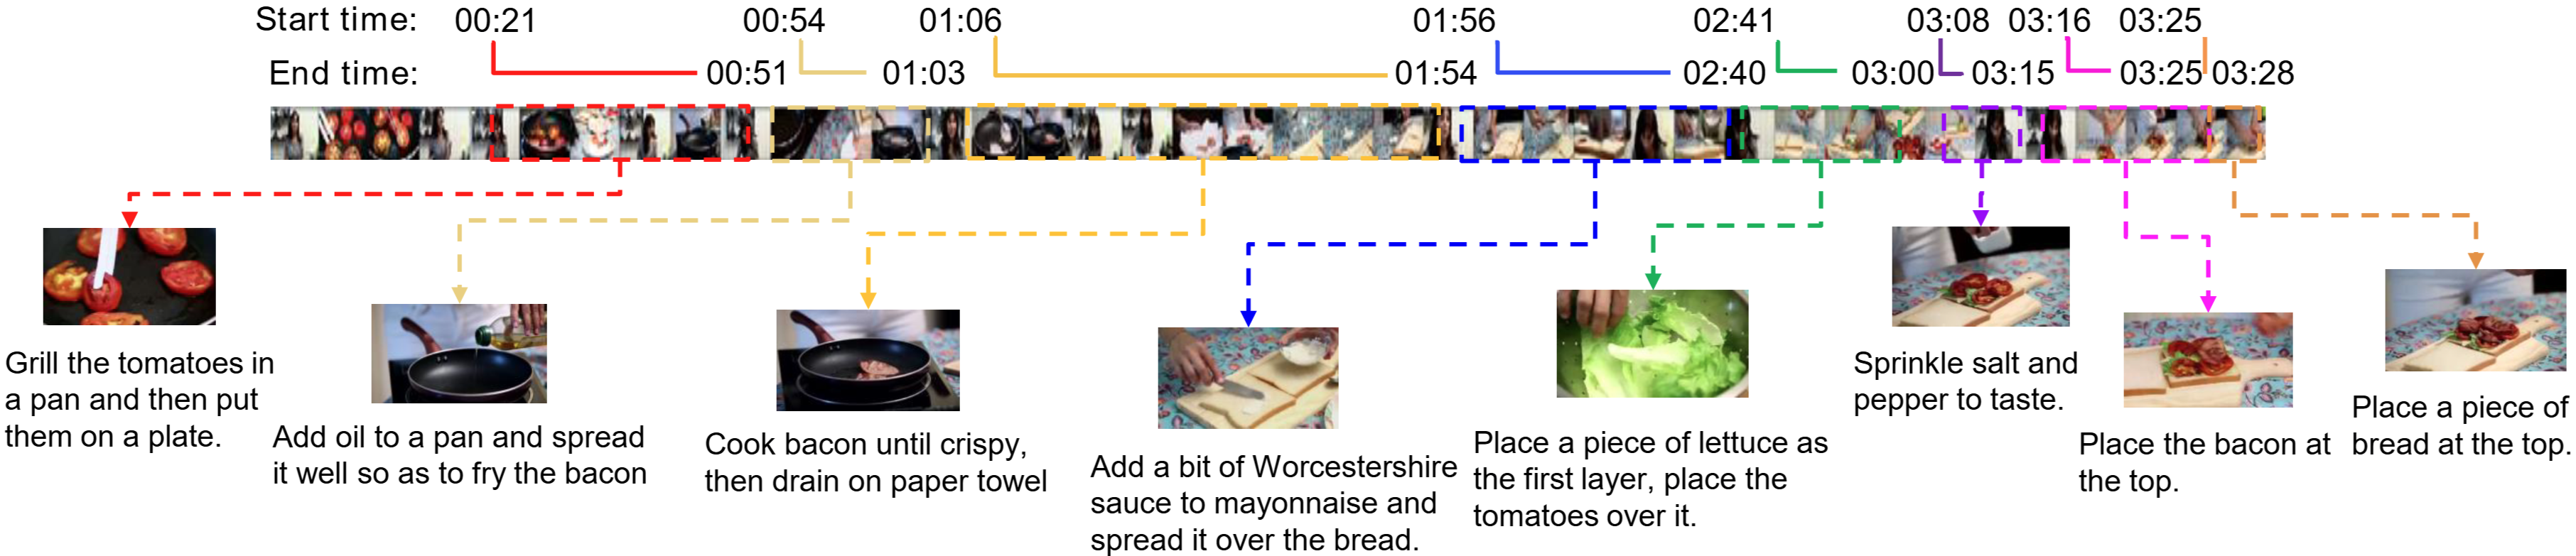 Start time: 00:21 00:54 01:06 01:56 02:41 03:08 03:16 03:25
End time: 00:51 01:03 01:54 02:40 03:00 03:15 03:25 03:28
Grill the tomatoes in
a pan and then put
them on a plate.
Add oil to a pan and spread
it well so as to fry the bacon
Cook bacon until crispy,
then drain on paper towel
Add a bit of Worcestershire
sauce to mayonnaise and
spread it over the bread.
Place a piece of lettuce as
the first layer, place the
tomatoes over it.
Sprinkle salt and
pepper to taste.
Place the bacon at
the top.
Place a piece of
bread at the top.